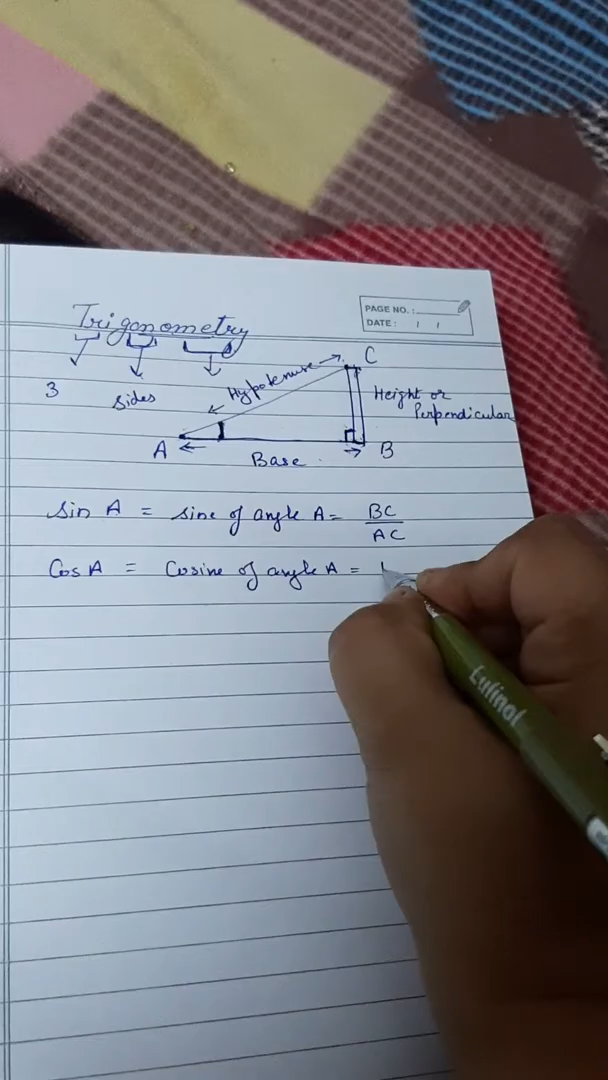 Trigonometry
PAGE NO. :
DATE : / /
3
Sides
Hypotenuse
C
Height or
Perpendicular
A
Base
B
Sin A = sine of angle A = BC
AC
Cos A = Cosine of angle A =